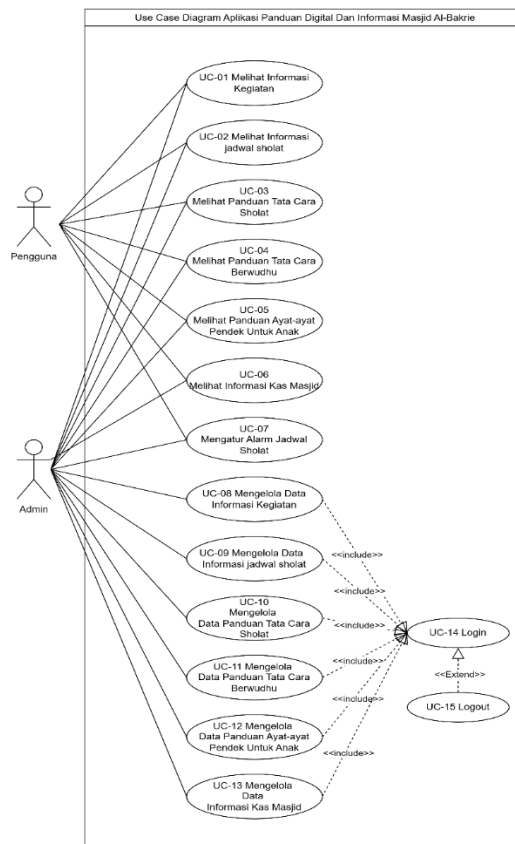 Use Case Diagram Aplikasi Panduan Digital Dan Informasi Masjid Al-Bakrie
UC-01 Melihat Informasi
Kegiatan
UC-02 Melihat Informasi
jadwal sholat
UC-03
Melihat Panduan Tata Cara
Sholat
Pengguna
UC-04
Melihat Panduan Tata Cara
Berwudhu
UC-05
Melihat Panduan Ayat-ayat
Pendek Untuk Anak
UC-06
Melihat Informasi Kas Masjid
UC-07
Mengatur Alarm Jadwal
Sholat
Admin
UC-08 Mengelola Data
Informasi Kegiatan
UC-09 Mengelola Data
Informasi jadwal sholat
<<include>>
UC-10
Mengelola
Data Panduan Tata Cara
Sholat
<<include>>
<<include>>
UC-14 Login
UC-11 Mengelola
Data Panduan Tata Cara
Berwudhu
<<include>>
<<Extend>>
UC-15 Logout
UC-12 Mengelola
Data Panduan Ayat-ayat
Pendek Untuk Anak
<<include>>
<<include>>
UC-13 Mengelola
Data
Informasi Kas Masjid